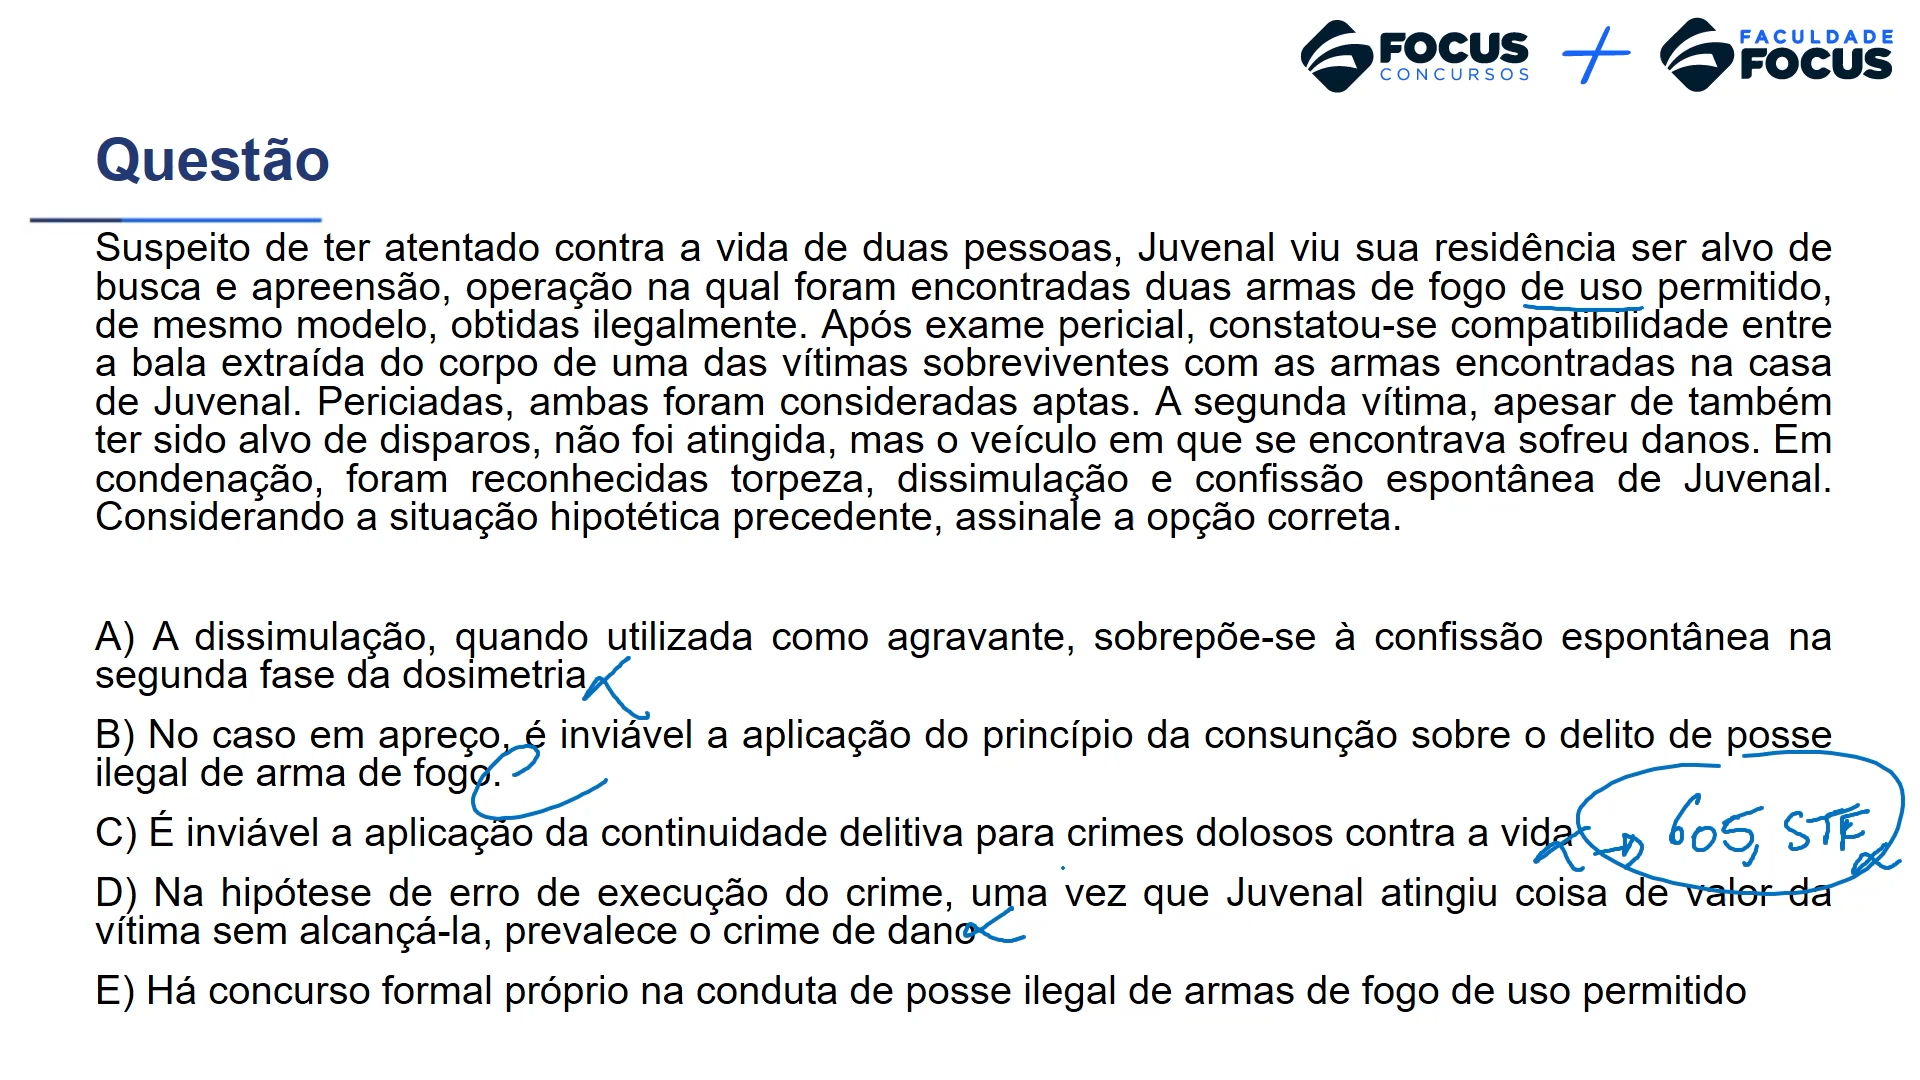 FOCUS
CONCURSOS
FACULDADE
FOCUS
Questão
Suspeito de ter atentado contra a vida de duas pessoas, Juvenal viu sua residência ser alvo de
busca e apreensão, operação na qual foram encontradas duas armas de fogo de uso permitido,
de mesmo modelo, obtidas ilegalmente. Após exame pericial, constatou-se compatibilidade entre
a bala extraída do corpo de uma das vítimas sobreviventes com as armas encontradas na casa
de Juvenal. Periciadas, ambas foram consideradas aptas. A segunda vítima, apesar de também
ter sido alvo de disparos, não foi atingida, mas o veículo em que se encontrava sofreu danos. Em
condenação, foram reconhecidas torpeza, dissimulação e confissão espontânea de Juvenal.
Considerando a situação hipotética precedente, assinale a opção correta.
A) A dissimulação, quando utilizada como agravante, sobrepõe-se à confissão espontânea na
segunda fase da dosimetria
B) No caso em apreço, é inviável a aplicação do princípio da consunção sobre o delito de posse
ilegal de arma de fogo.
C) É inviável a aplicação da continuidade delitiva para crimes dolosos contra a vida
605, STF
D) Na hipótese de erro de execução do crime, uma vez que Juvenal atingiu coisa de valor da
vítima sem alcançá-la, prevalece o crime de dano
E) Há concurso formal próprio na conduta de posse ilegal de armas de fogo de uso permitido